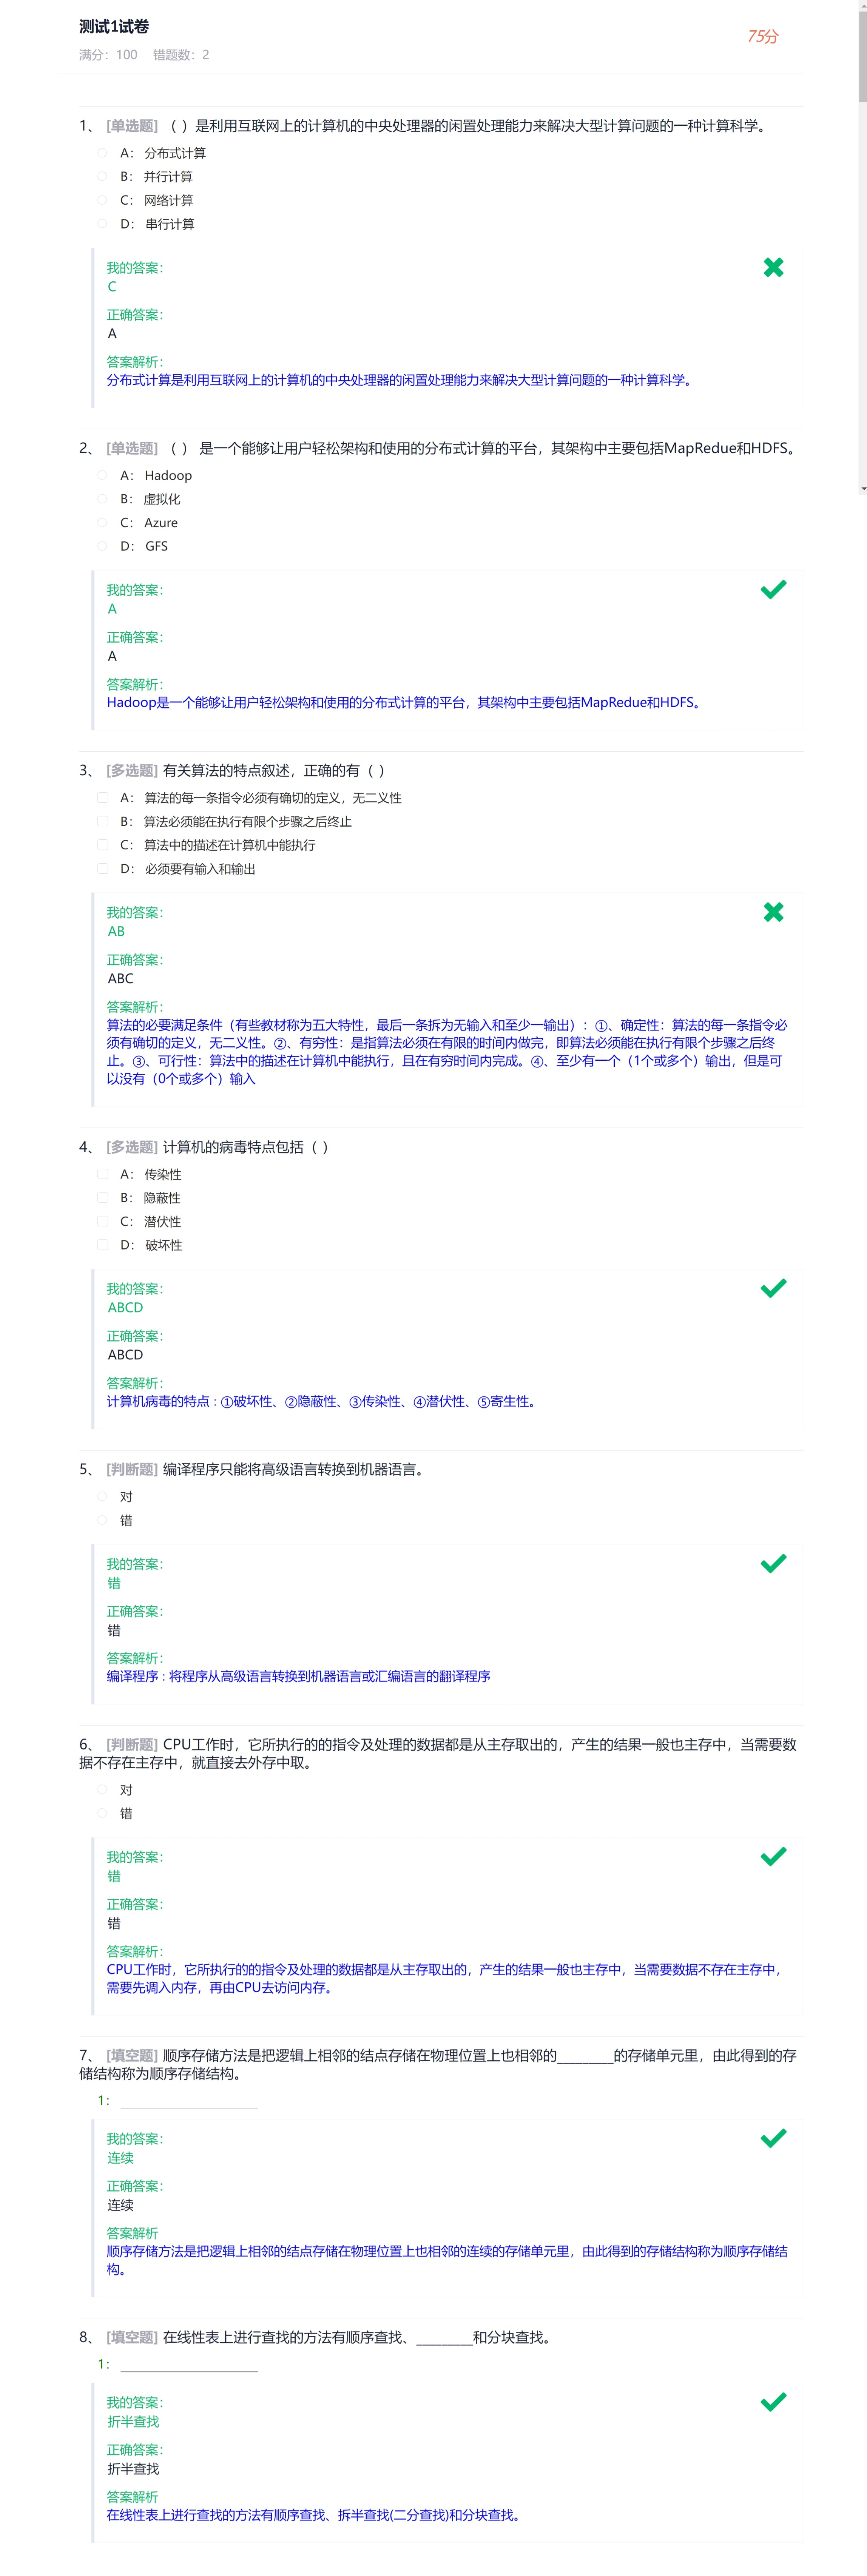 测试1试卷
75分
满分：100 错题数：2
1、 [单选题] （ ）是利用互联网上的计算机的中央处理器的闲置处理能力来解决大型计算问题的一种计算科学。
A： 分布式计算
B： 并行计算
C： 网络计算
D： 串行计算
我的答案：
C
正确答案：
A
答案解析：
分布式计算是利用互联网上的计算机的中央处理器的闲置处理能力来解决大型计算问题的一种计算科学。
2、 [单选题] （ ） 是一个能够让用户轻松架构和使用的分布式计算的平台，其架构中主要包括MapRedue和HDFS。
A： Hadoop
B： 虚拟化
C： Azure
D： GFS
我的答案：
A
正确答案：
A
答案解析：
Hadoop是一个能够让用户轻松架构和使用的分布式计算的平台，其架构中主要包括MapRedue和HDFS。
3、 [多选题] 有关算法的特点叙述，正确的有（ ）
A： 算法的每一条指令必须有确切的定义，无二义性
B： 算法必须能在执行有限个步骤之后终止
C： 算法中的描述在计算机中能执行
D： 必须要有输入和输出
我的答案：
AB
正确答案：
ABC
答案解析：
算法的必要满足条件（有些教材称为五大特性，最后一条拆为无输入和至少一输出）：①、确定性：算法的每一条指令必
须有确切的定义，无二义性。②、有穷性：是指算法必须在有限的时间内做完，即算法必须能在执行有限个步骤之后终
止。③、可行性：算法中的描述在计算机中能执行，且在有穷时间内完成。④、至少有一个（1个或多个）输出，但是可
以没有（0个或多个）输入
4、 [多选题] 计算机的病毒特点包括（ ）
A： 传染性
B： 隐蔽性
C： 潜伏性
D： 破坏性
我的答案：
ABCD
正确答案：
ABCD
答案解析：
计算机病毒的特点 : ①破坏性、②隐蔽性、③传染性、④潜伏性、⑤寄生性。
5、 [判断题] 编译程序只能将高级语言转换到机器语言。
对
错
我的答案：
错
正确答案：
错
答案解析：
编译程序 : 将程序从高级语言转换到机器语言或汇编语言的翻译程序
6、 [判断题] CPU工作时，它所执行的的指令及处理的数据都是从主存取出的，产生的结果一般也主存中，当需要数
据不存在主存中，就直接去外存中取。
对
错
我的答案：
错
正确答案：
错
答案解析：
CPU工作时，它所执行的的指令及处理的数据都是从主存取出的，产生的结果一般也主存中，当需要数据不存在主存中，
需要先调入内存，再由CPU去访问内存。
7、 [填空题] 顺序存储方法是把逻辑上相邻的结点存储在物理位置上也相邻的________的存储单元里，由此得到的存
储结构称为顺序存储结构。
1：
我的答案：
连续
正确答案：
连续
答案解析
顺序存储方法是把逻辑上相邻的结点存储在物理位置上也相邻的连续的存储单元里，由此得到的存储结构称为顺序存储结
构。
8、 [填空题] 在线性表上进行查找的方法有顺序查找、________和分块查找。
1：
我的答案：
折半查找
正确答案：
折半查找
答案解析
在线性表上进行查找的方法有顺序查找、拆半查找(二分查找)和分块查找。